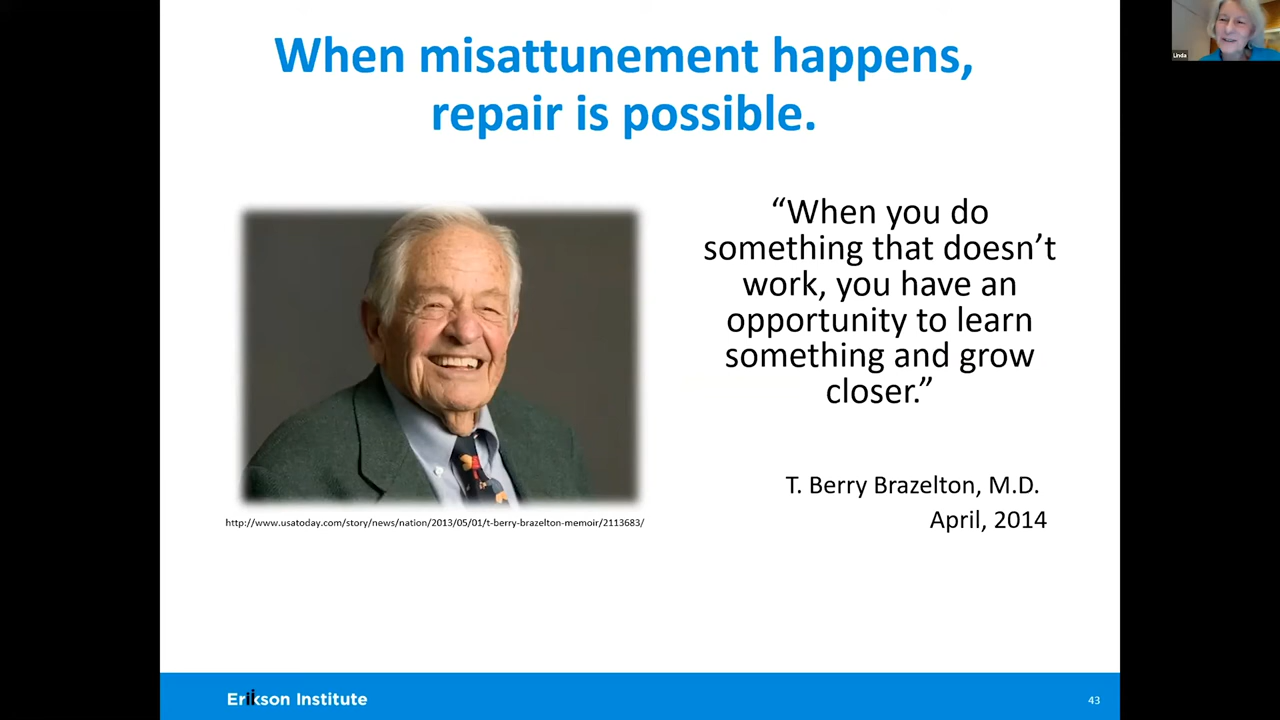 When misattunement happens,
repair is possible.
Linda
“When you do
something that doesn’t
work, you have an
opportunity to learn
something and grow
closer.”
T. Berry Brazelton, M.D.
April, 2014
http://www.usatoday.com/story/news/nation/2013/05/01/t-berry-brazelton-memoir/2113683/
Erikson Institute
43